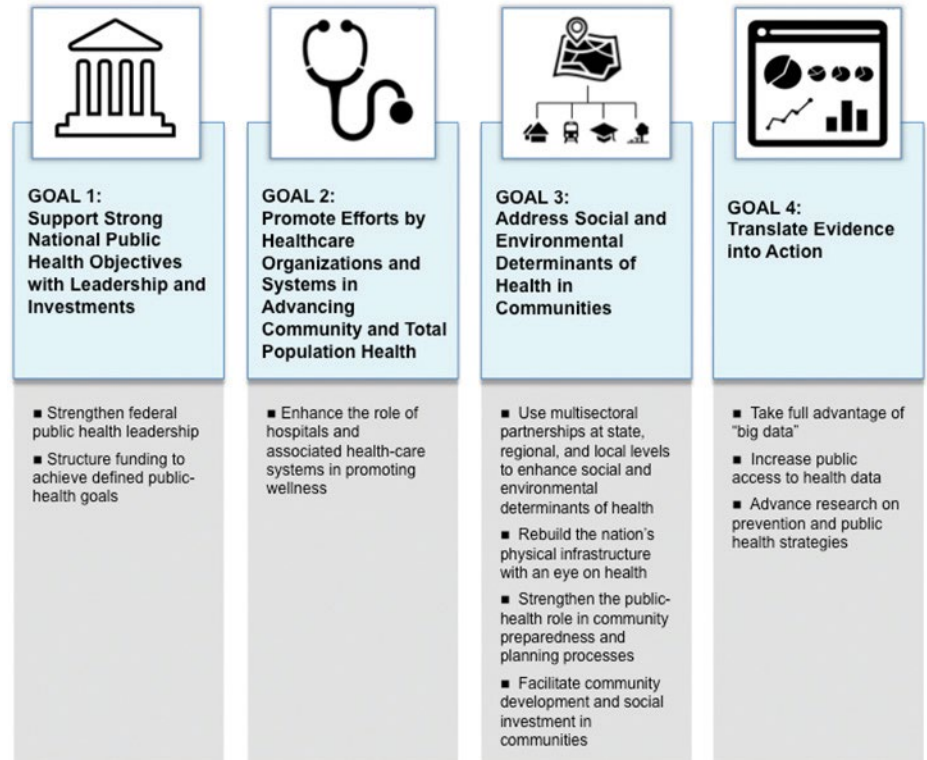 GOAL 1:
Support Strong
National Public
Health Objectives
with Leadership and
Investments
■ Strengthen federal
public health leadership
■ Structure funding to
achieve defined public-
health goals
GOAL 2:
Promote Efforts by
Healthcare
Organizations and
Systems in
Advancing
Community and Total
Population Health
■ Enhance the role of
hospitals and
associated health-care
systems in promoting
wellness
GOAL 3:
Address Social and
Environmental
Determinants of
Health in
Communities
■ Use multisectoral
partnerships at state,
regional, and local levels
to enhance social and
environmental
determinants of health
■ Rebuild the nation’s
physical infrastructure
with an eye on health
■ Strengthen the public-
health role in community
preparedness and
planning processes
■ Facilitate community
development and social
investment in
communities
GOAL 4:
Translate Evidence
into Action
■ Take full advantage of
“big data”
■ Increase public
access to health data
■ Advance research on
prevention and public
health strategies